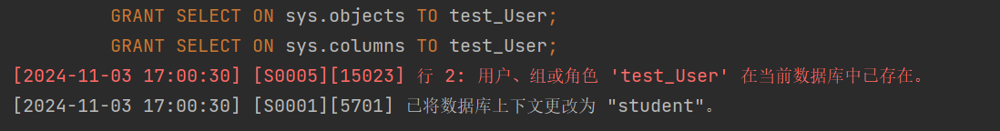 GRANT SELECT ON sys.objects TO test_User;
GRANT SELECT ON sys.columns TO test_User;
[2024-11-03 17:00:30] [S0005][15023] 行 2: 用户、组或角色 'test_User' 在当前数据库中已存在。
[2024-11-03 17:00:30] [S0001][5701] 已将数据库上下文更改为 "student"。